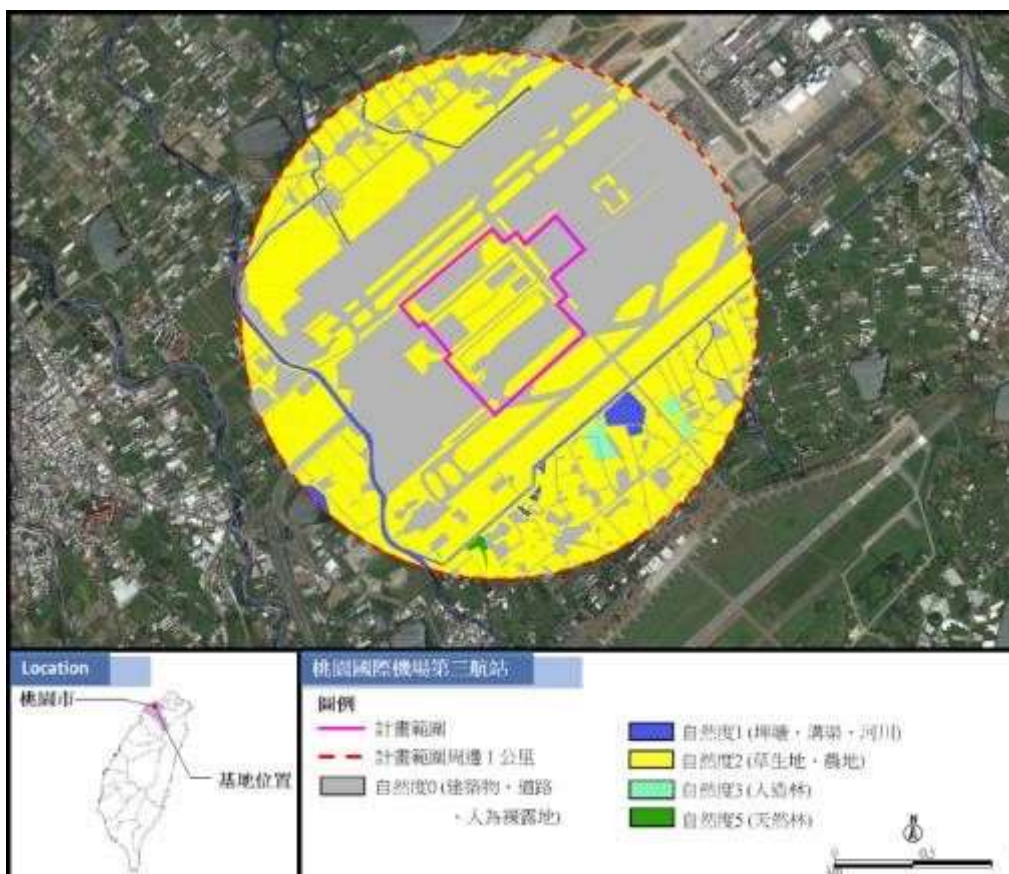 Location
桃園市
基地位置
桃園國際機場第三航站
圖例
計畫範圍
計畫範圍周邊1公里
自然度0(建築物、道路
、人為裸露地)
自然度1(埤塘、溝渠、河川)
自然度2(草生地、農地)
自然度3(人造林)
自然度5(天然林)
N
0 0.5